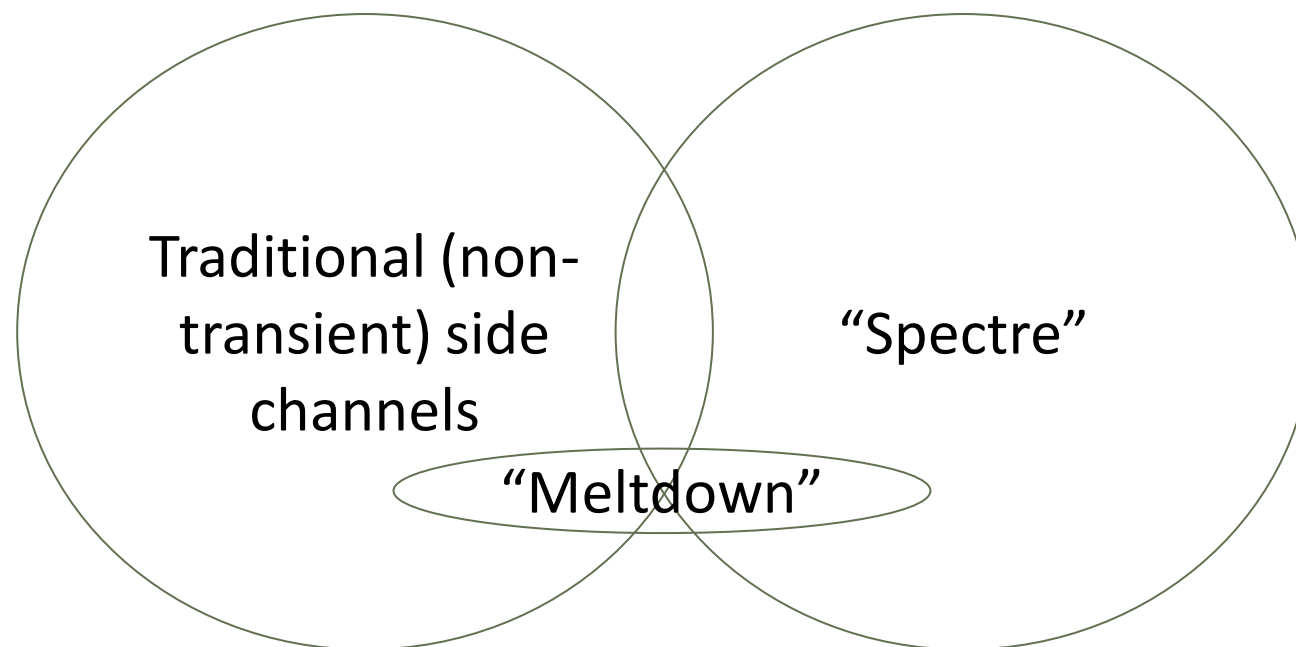 Traditional (non-
transient) side
channels
“Spectre”
“Meltdown”